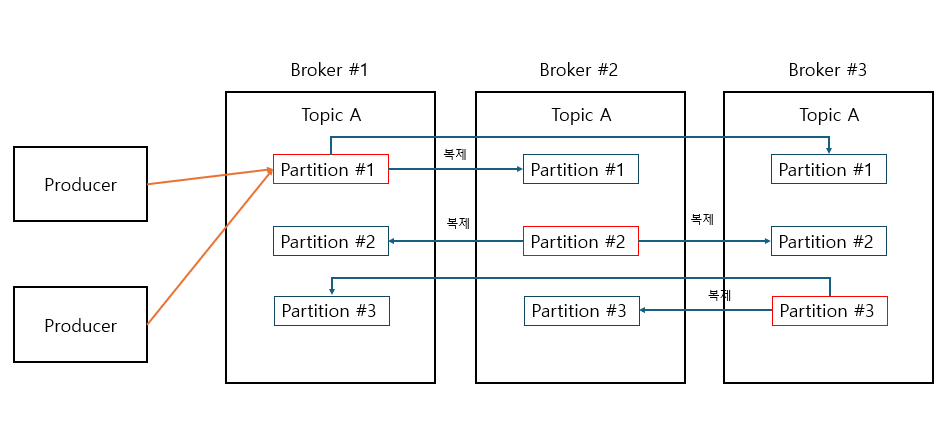 Broker #1
Broker #2
Broker #3
Topic A
Topic A
Topic A
Producer
Partition #1
복제
Partition #1
Partition #1
Partition #2
복제
Partition #2
복제
Partition #2
Producer
Partition #3
Partition #3
복제
Partition #3